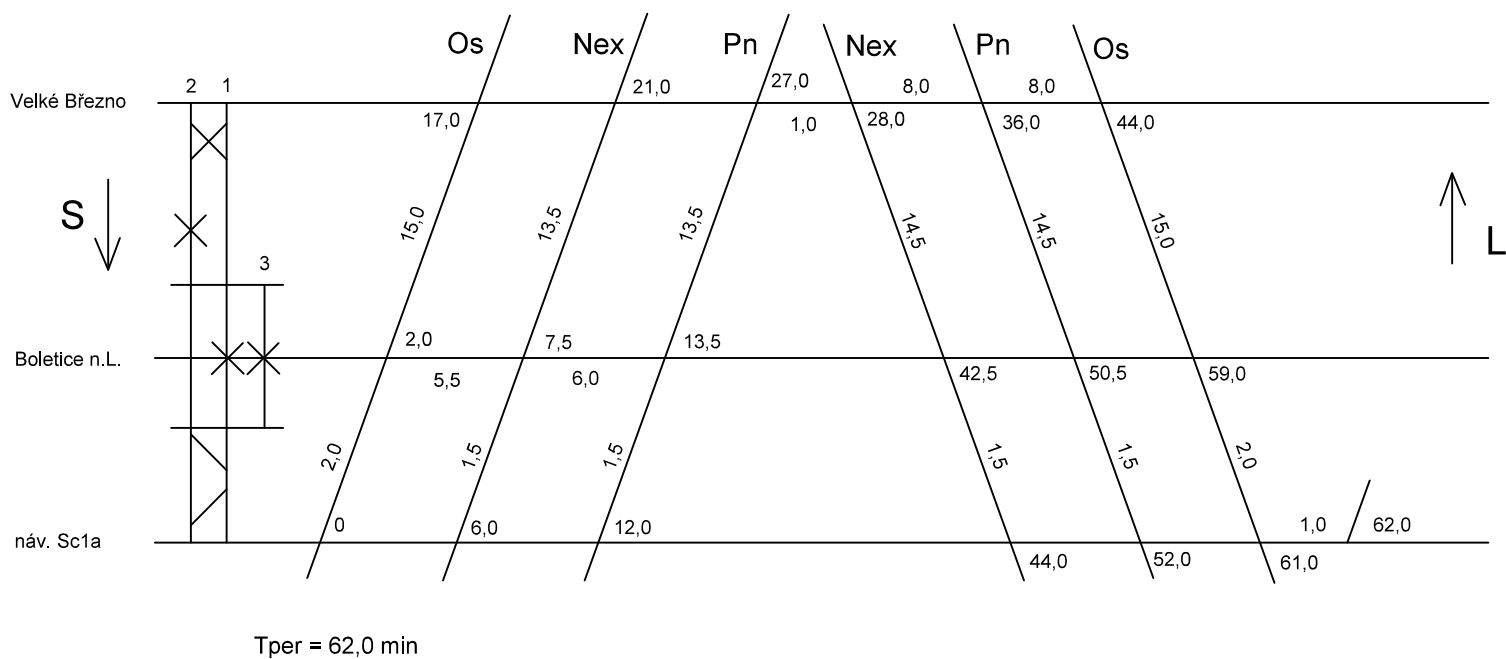 Os Nex Pn Nex Pn Os
2 1 21,0 27,0 8,0 8,0
Velké Březno
17,0 1,0 28,0 36,0 44,0
S 15,0 13,5 13,5 14,5 14,5 15,0 L
3
2,0 7,5 13,5
Boletice n.L.
5,5 6,0 42,5 50,5 59,0
2,0 1,5 1,5 1,5 1,5 2,0
0 6,0 12,0 1,0 62,0
náv. Sc1a
44,0 52,0 61,0
Tper = 62,0 min